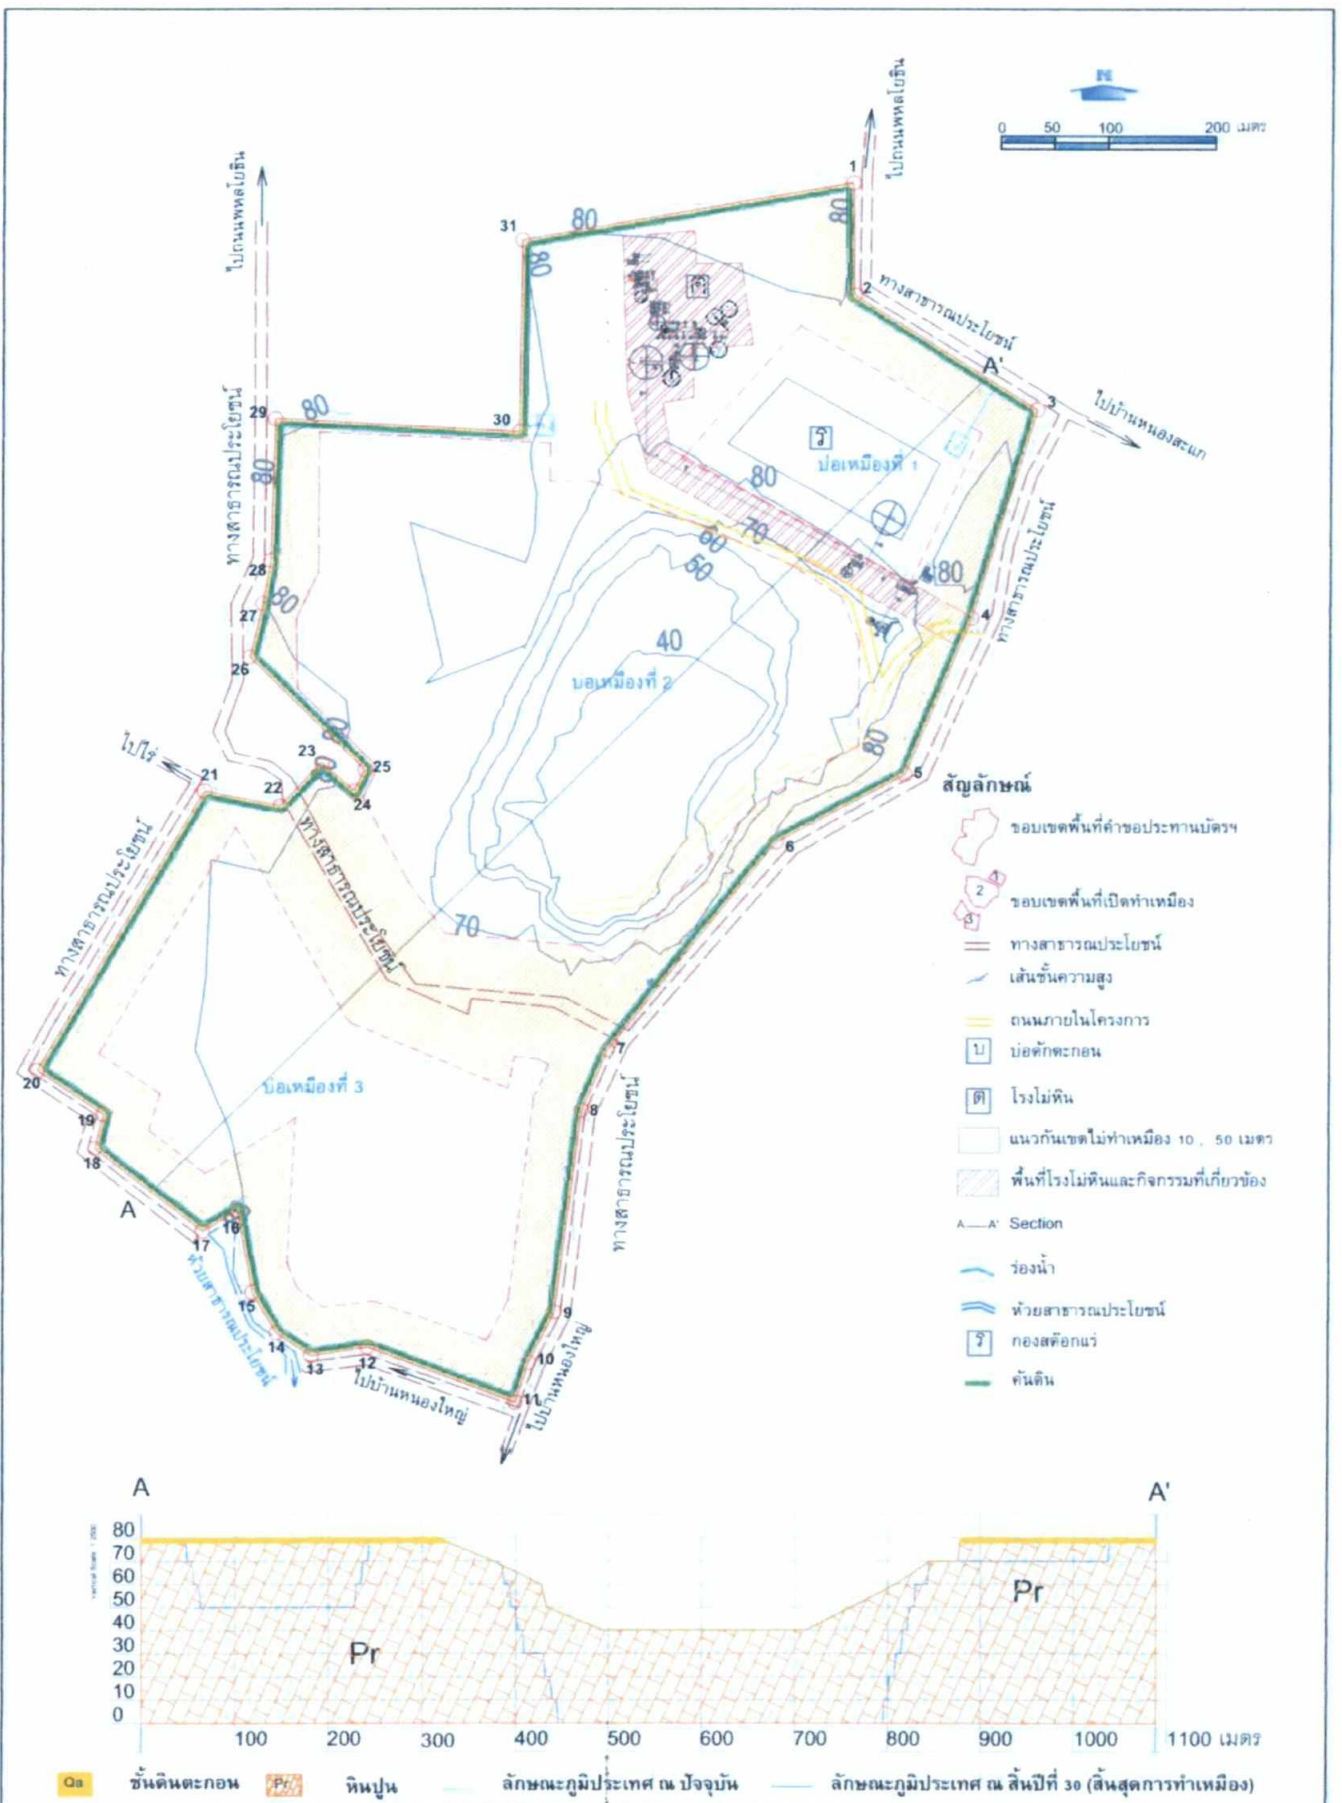 N
0 50 100 200 เมตร
ไปถนนพหลโยธิน
ไปถนนพหลโยธิน
1
31
80
80
80
2
ทางสาธารณประโยชน์
A'
3
ไปบ้านหนองสะแก
29
80
30
80
ทางสาธารณประโยชน์
ร
บ่อเหมืองที่ 1
80
70
60
50
80
28
27
80
4
ทางสาธารณประโยชน์
40
26
บ่อเหมืองที่ 2
80
80
ไปไร่
23
25
21
22
24
5
6
ทางสาธารณประโยชน์
ทางสาธารณประโยชน์
70
7
20
บ่อเหมืองที่ 3
8
19
18
ทางสาธารณประโยชน์
A
16
17
ห้วยสาธารณประโยชน์
15
9
14
13
12
10
11
ไปบ้านหนองใหญ่
ไปบ้านหนองใหญ่
สัญลักษณ์
ขอบเขตพื้นที่คำขอประทานบัตรฯ
1
2
3
ขอบเขตพื้นที่เปิดทำเหมือง
ทางสาธารณประโยชน์
เส้นชั้นความสูง
ถนนภายในโครงการ
บ บ่อดักตะกอน
ต โรงโม่หิน
แนวกันเขตไม่ทำเหมือง 10 , 50 เมตร
พื้นที่โรงโม่หินและกิจกรรมที่เกี่ยวข้อง
A A' Section
ร่องน้ำ
ห้วยสาธารณประโยชน์
ร กองสต๊อกแร่
คันดิน
A
A'
80
70
60
50
40
30
20
10
0
Pr
Pr
100 200 300 400 500 600 700 800 900 1000 1100 เมตร
Qa ชั้นดินตะกอน Pr หินปูน ลักษณะภูมิประเทศ ณ ปัจจุบัน ลักษณะภูมิประเทศ ณ สิ้นปีที่ 30 (สิ้นสุดการทำเหมือง)